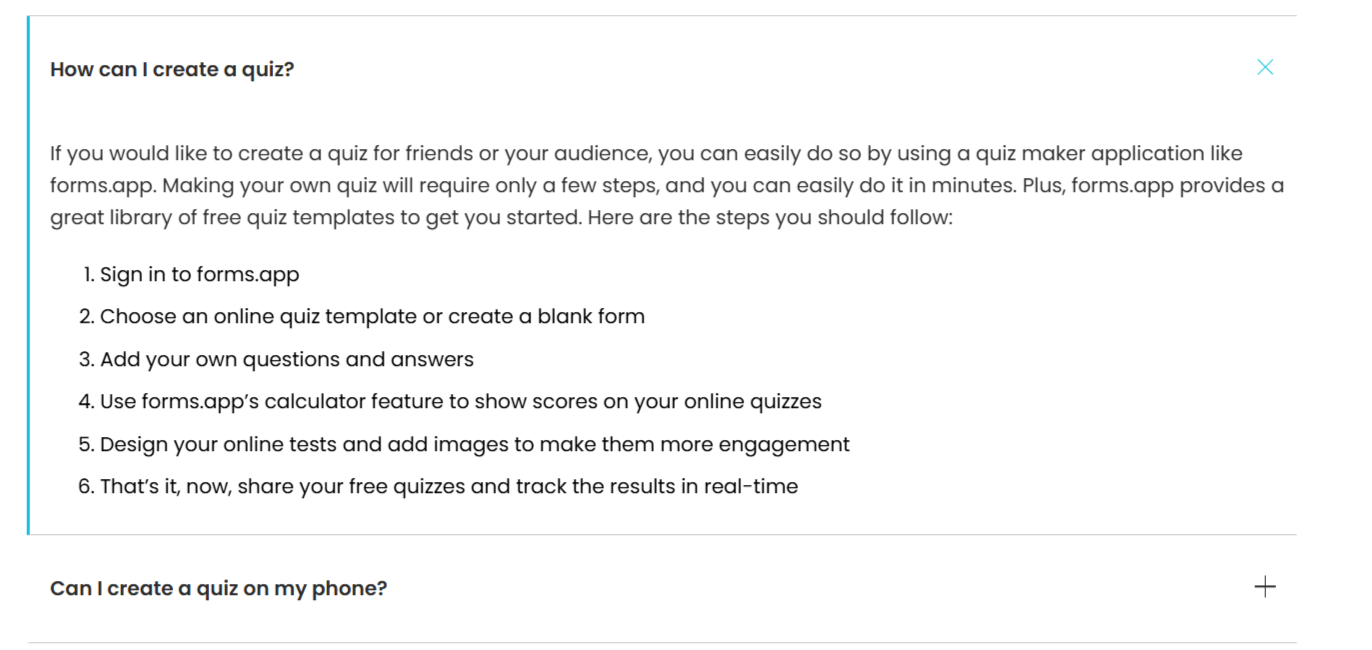 How can I create a quiz?
If you would like to create a quiz for friends or your audience, you can easily do so by using a quiz maker application like
forms.app. Making your own quiz will require only a few steps, and you can easily do it in minutes. Plus, forms.app provides a
great library of free quiz templates to get you started. Here are the steps you should follow:
1. Sign in to forms.app
2. Choose an online quiz template or create a blank form
3. Add your own questions and answers
4. Use forms.app’s calculator feature to show scores on your online quizzes
5. Design your online tests and add images to make them more engagement
6. That’s it, now, share your free quizzes and track the results in real-time
Can I create a quiz on my phone?